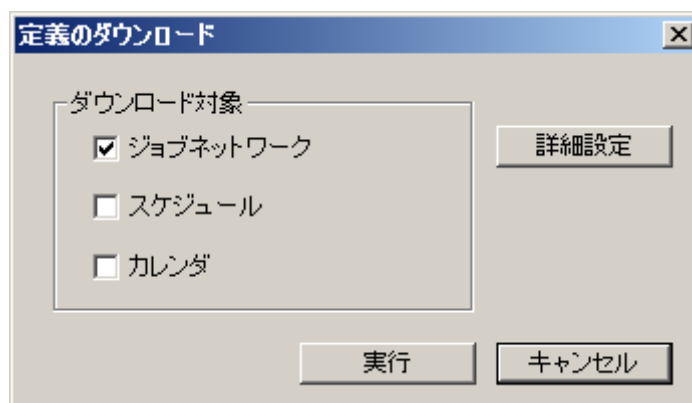 定義のダウンロード
ダウンロード対象
ジョブネットワーク
詳細設定
スケジュール
カレンダ
実行
キャンセル